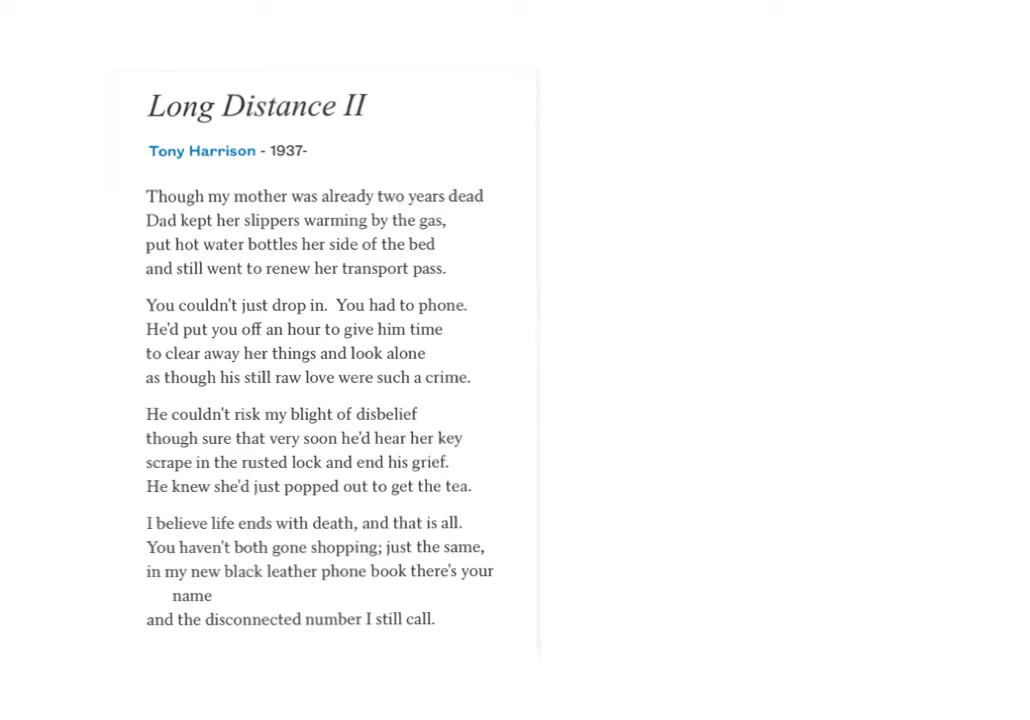 Long Distance II
Tony Harrison - 1937-
Though my mother was already two years dead
Dad kept her slippers warming by the gas,
put hot water bottles her side of the bed
and still went to renew her transport pass.
You couldn't just drop in.  You had to phone.
He'd put you off an hour to give him time
to clear away her things and look alone
as though his still raw love were such a crime.
He couldn't risk my blight of disbelief
though sure that very soon he'd hear her key
scrape in the rusted lock and end his grief.
He knew she'd just popped out to get the tea.
I believe life ends with death, and that is all.
You haven't both gone shopping; just the same,
in my new black leather phone book there's your
name
and the disconnected number I still call.